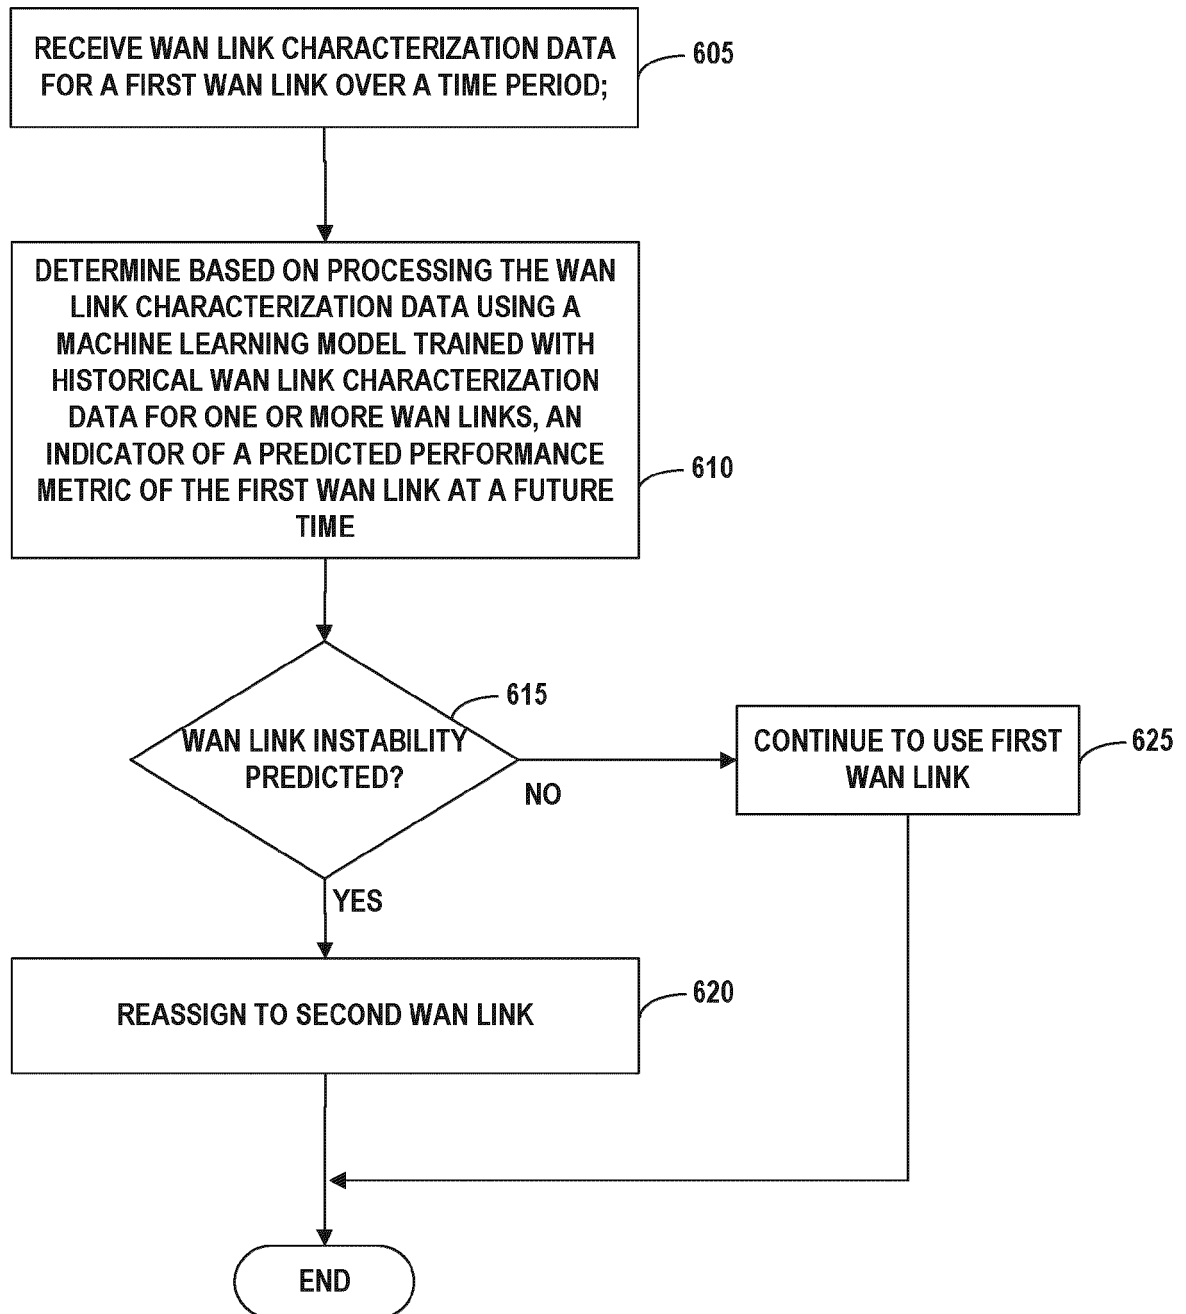 RECEIVE WAN LINK CHARACTERIZATION DATA
FOR A FIRST WAN LINK OVER A TIME PERIOD;
605
DETERMINE BASED ON PROCESSING THE WAN
LINK CHARACTERIZATION DATA USING A
MACHINE LEARNING MODEL TRAINED WITH
HISTORICAL WAN LINK CHARACTERIZATION
DATA FOR ONE OR MORE WAN LINKS, AN
INDICATOR OF A PREDICTED PERFORMANCE
METRIC OF THE FIRST WAN LINK AT A FUTURE
TIME
610
WAN LINK INSTABILITY
PREDICTED?
615
NO
CONTINUE TO USE FIRST
WAN LINK
625
YES
REASSIGN TO SECOND WAN LINK
620
END